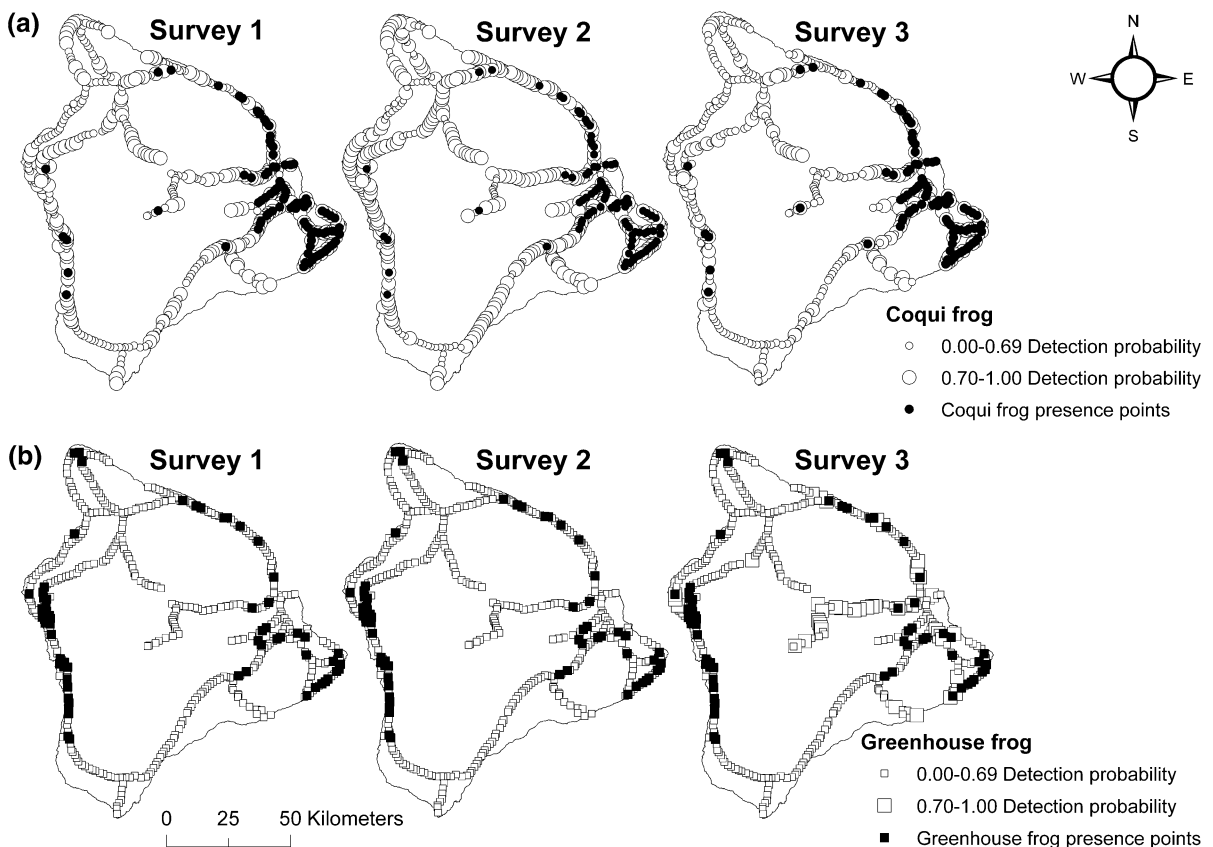 (a)
Survey 1
Survey 2
Survey 3
N
W
E
S
Coqui frog
0.00-0.69 Detection probability
0.70-1.00 Detection probability
Coqui frog presence points
(b)
Survey 1
Survey 2
Survey 3
Greenhouse frog
0.00-0.69 Detection probability
0.70-1.00 Detection probability
Greenhouse frog presence points
0 25 50 Kilometers